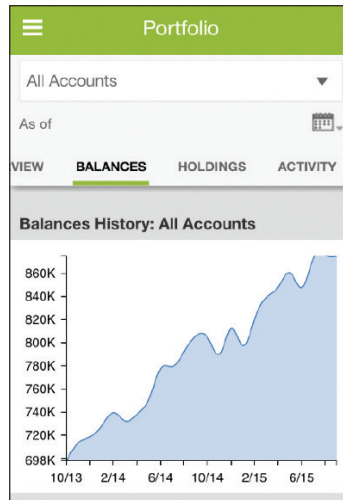 Portfolio
All Accounts
As of
VIEW BALANCES HOLDINGS ACTIVITY
Balances History: All Accounts
860K
840K
820K
800K
780K
760K
740K
720K
698K
10/13 2/14 6/14 10/14 2/15 6/15